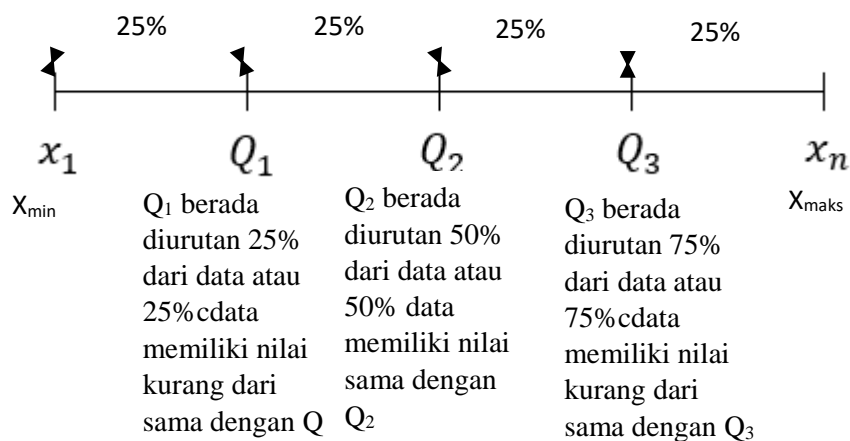 25% 25% 25% 25%
x₁ Q₁ Q₂ Q₃ xₙ
Xmin
Q₁ berada
diurutan 25%
dari data atau
25%cdata
memiliki nilai
kurang dari
sama dengan Q
Q₂ berada
diurutan 50%
dari data atau
50% data
memiliki nilai
sama dengan
Q₂
Q₃ berada
diurutan 75%
dari data atau
75%cdata
memiliki nilai
kurang dari
sama dengan Q₃
Xmaks